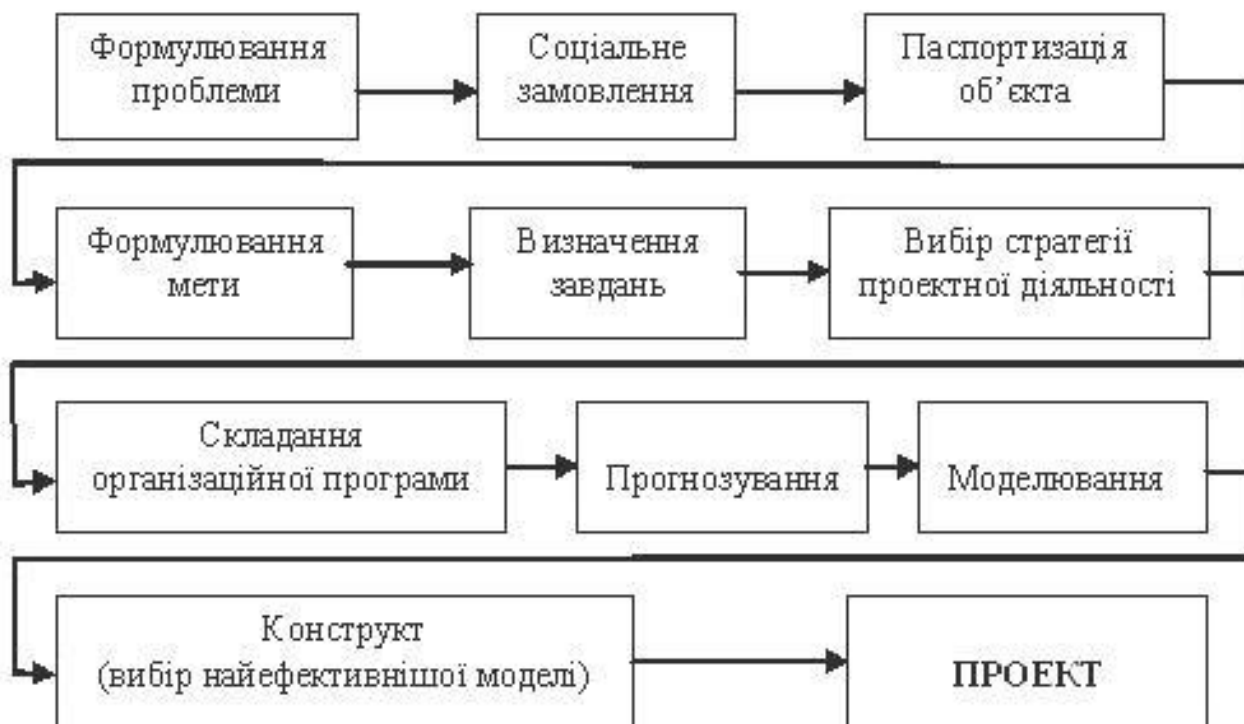 Формулювання
проблеми
Соціальне
замовлення
Паспортизація
об’єкта
Формулювання
мети
Визначення
завдань
Вибір стратегії
проектної діяльності
Складання
організаційної програми
Прогнозування
Моделювання
Конструкт
(вибір найефективнішої моделі)
ПРОЕКТ